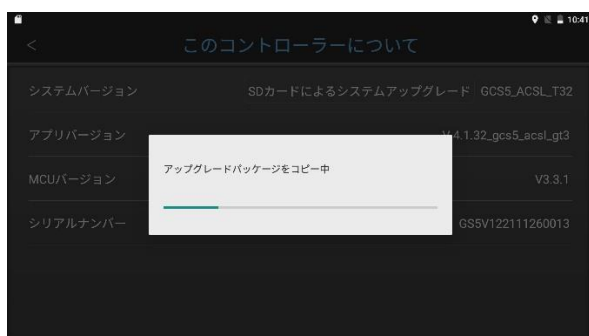 10:41
< このコントローラーについて
システムバージョン SDカードによるシステムアップグレード GCS5_ACSL_T32
アプリバージョン V4.1.32_gcs5_acsl_gt3
アップグレードパッケージをコピー中
MCUバージョン V3.3.1
シリアルナンバー GS5V122111260013